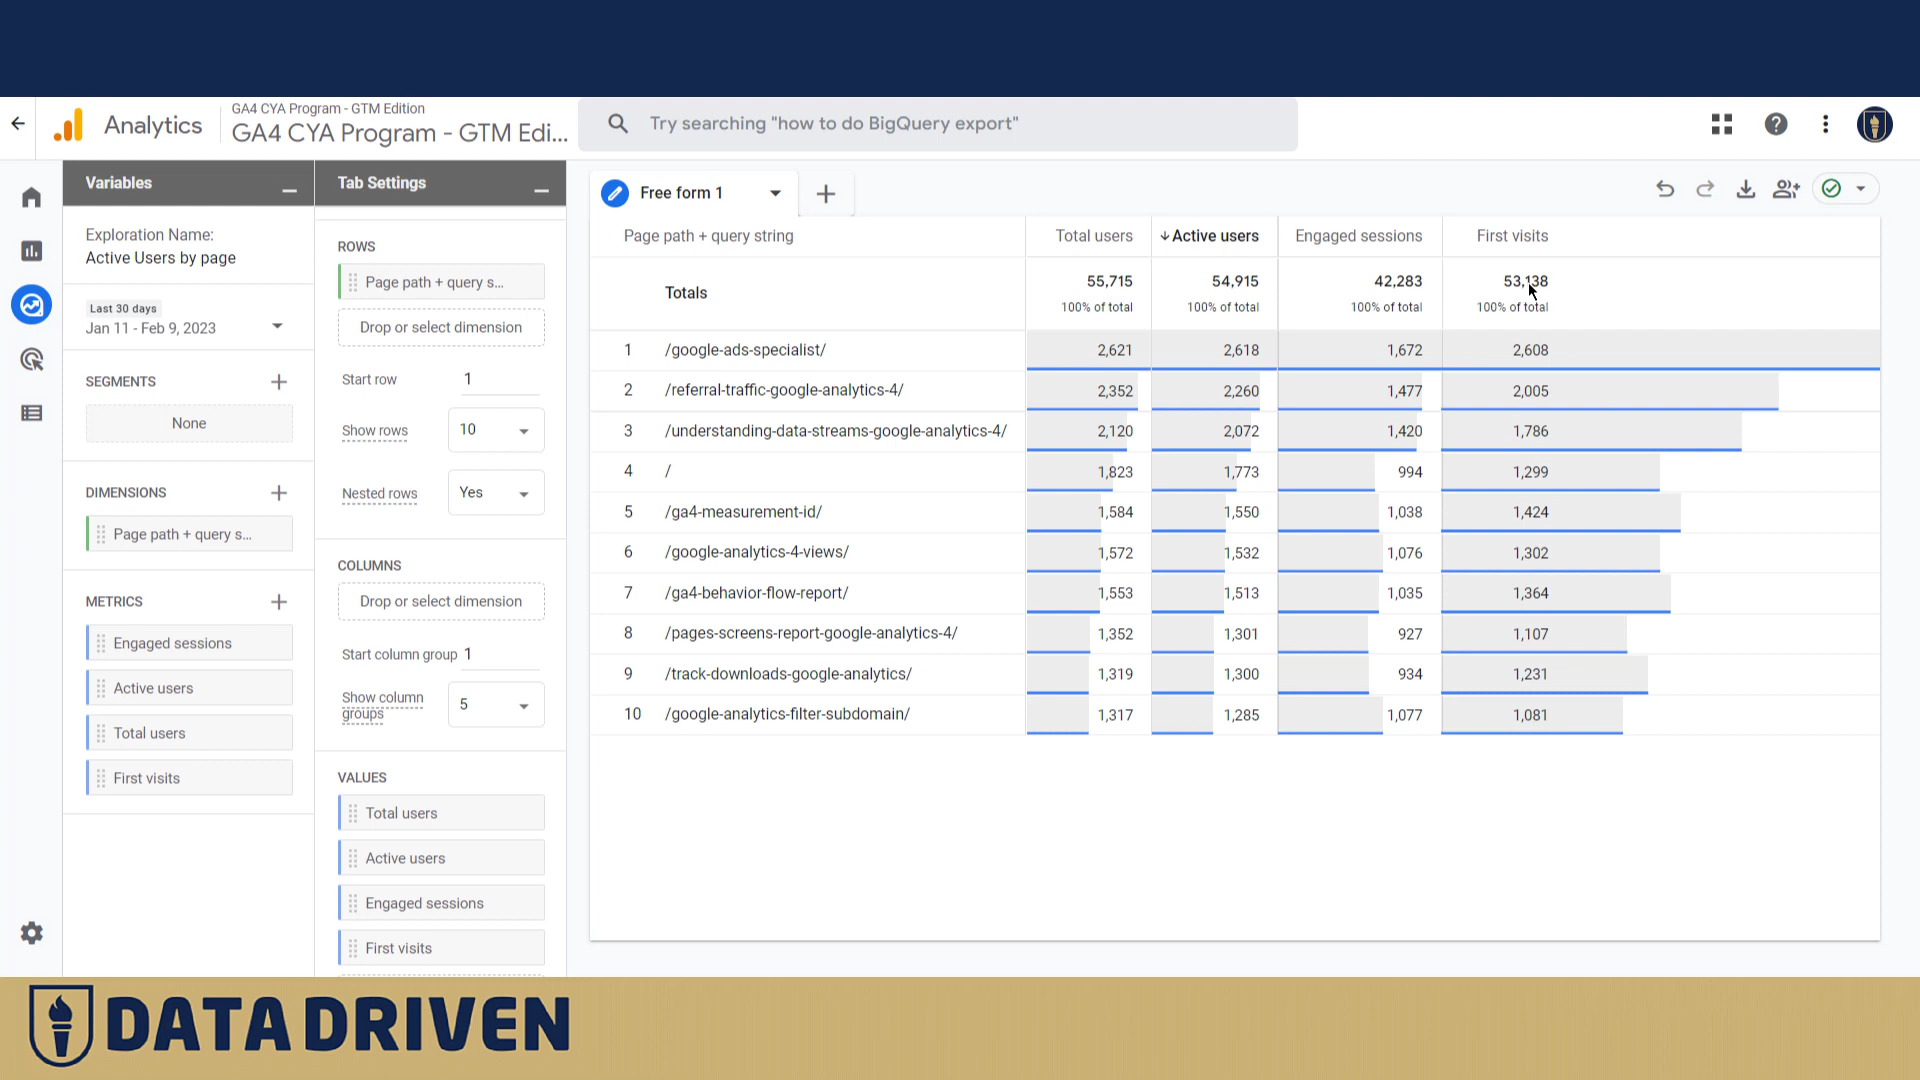 GA4 CYA Program - GTM Edition
Analytics
GA4 CYA Program - GTM Edi...
Try searching "how to do BigQuery export"
Variables
Exploration Name:
Active Users by page
Last 30 days
Jan 11 - Feb 9, 2023
SEGMENTS
None
DIMENSIONS
Page path + query s...
METRICS
Engaged sessions
Active users
Total users
First visits
Tab Settings
ROWS
Page path + query s...
Drop or select dimension
Start row 1
Show rows 10
Nested rows Yes
COLUMNS
Drop or select dimension
Start column group 1
Show column
groups 5
VALUES
Total users
Active users
Engaged sessions
First visits
Free form 1
Page path + query string Total users Active users Engaged sessions First visits
Totals 55,715 54,915 42,283 53,138
100% of total 100% of total 100% of total 100% of total
1 /google-ads-specialist/ 2,621 2,618 1,672 2,608
2 /referral-traffic-google-analytics-4/ 2,352 2,260 1,477 2,005
3 /understanding-data-streams-google-analytics-4/ 2,120 2,072 1,420 1,786
4 / 1,823 1,773 994 1,299
5 /ga4-measurement-id/ 1,584 1,550 1,038 1,424
6 /google-analytics-4-views/ 1,572 1,532 1,076 1,302
7 /ga4-behavior-flow-report/ 1,553 1,513 1,035 1,364
8 /pages-screens-report-google-analytics-4/ 1,352 1,301 927 1,107
9 /track-downloads-google-analytics/ 1,319 1,300 934 1,231
10 /google-analytics-filter-subdomain/ 1,317 1,285 1,077 1,081
DATA DRIVEN